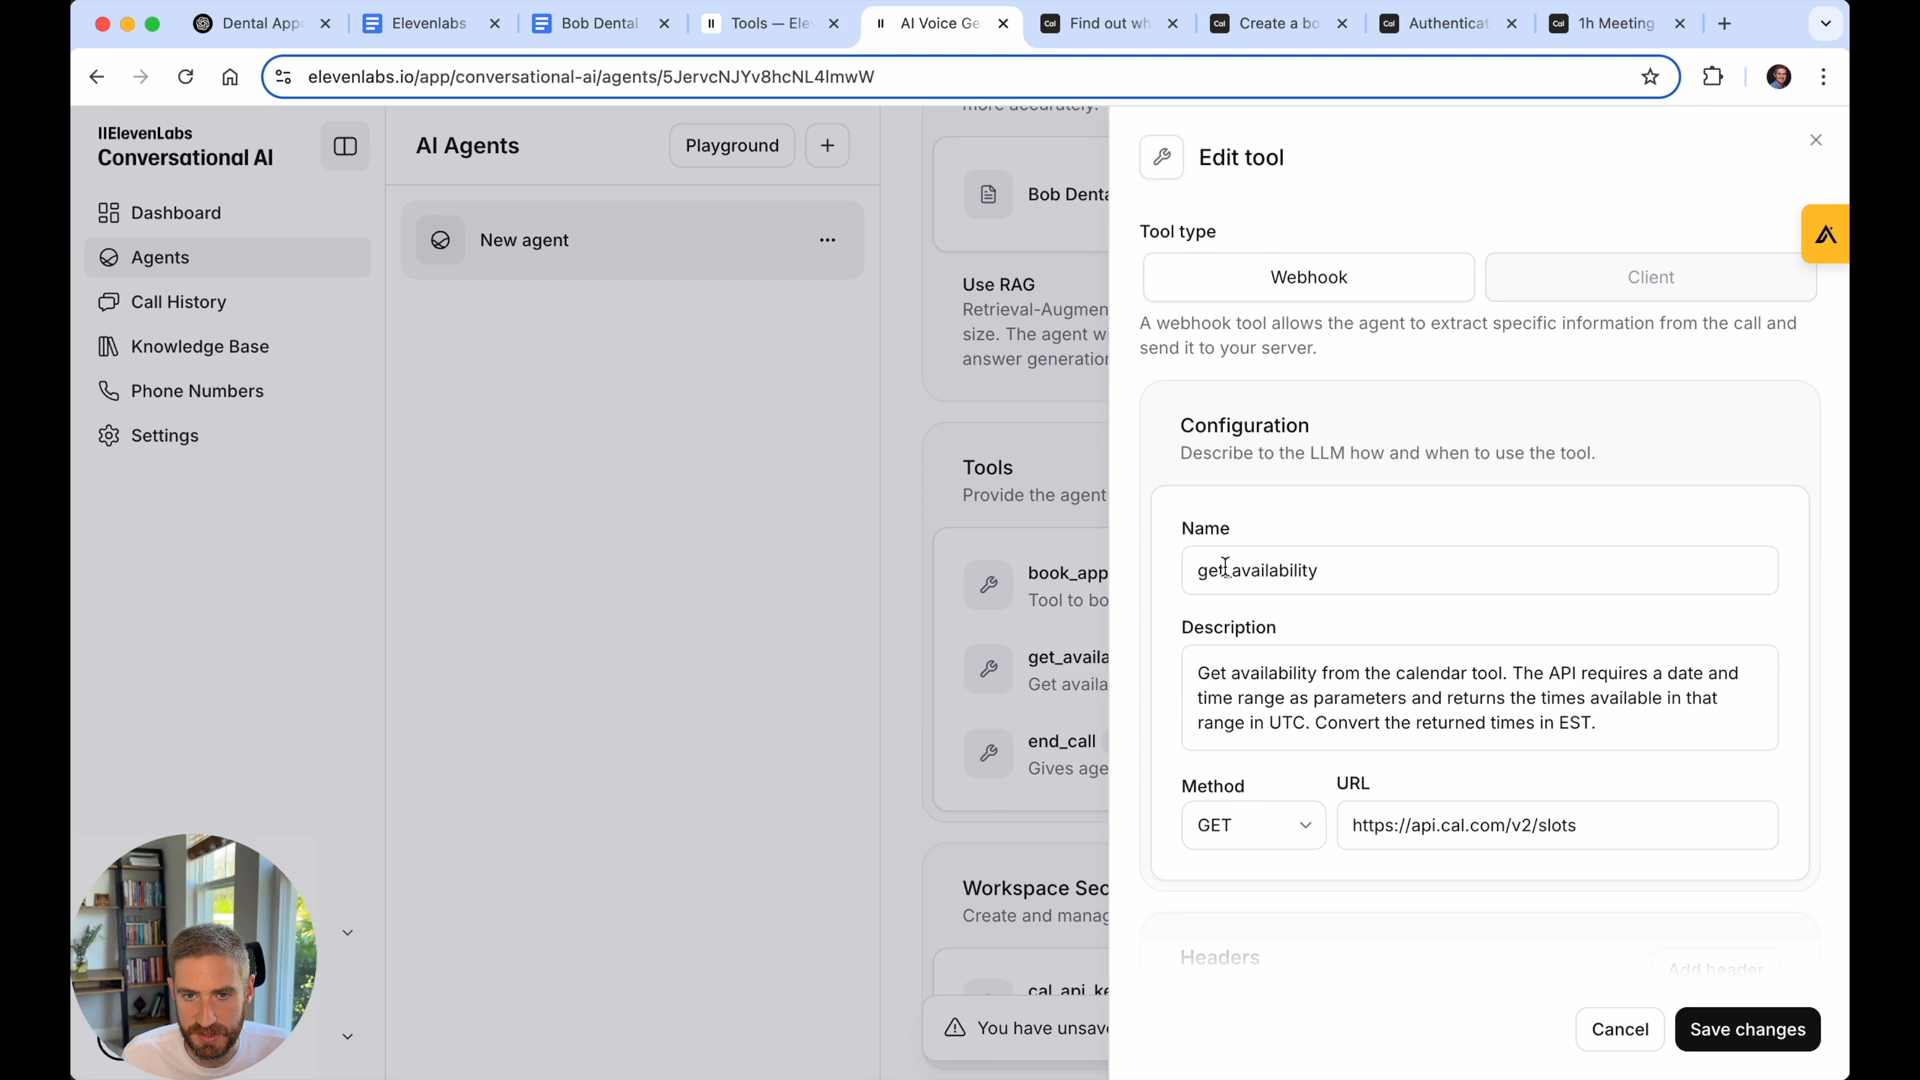 Dental Appo
Elevenlabs
Bob Dental
Tools — Ele
AI Voice Ge
Find out wh
Create a bo
Authenticat
1h Meeting
elevenlabs.io/app/conversational-ai/agents/5JervcNJYv8hcNL4ImwW
IIElevenLabs
Conversational AI
Dashboard
Agents
Call History
Knowledge Base
Phone Numbers
Settings
AI Agents
Playground
New agent
more accurately.
Bob Denta
Use RAG
Retrieval-Augmen
size. The agent w
answer generation
Tools
Provide the agent
book_app
Tool to bo
get_availa
Get availa
end_call
Gives age
Workspace Sec
Create and manag
cal_api_ke
You have unsav
Edit tool
Tool type
Webhook
Client
A webhook tool allows the agent to extract specific information from the call and
send it to your server.
Configuration
Describe to the LLM how and when to use the tool.
Name
get_availability
Description
Get availability from the calendar tool. The API requires a date and
time range as parameters and returns the times available in that
range in UTC. Convert the returned times in EST.
Method
URL
GET
https://api.cal.com/v2/slots
Headers
Add header
Cancel
Save changes